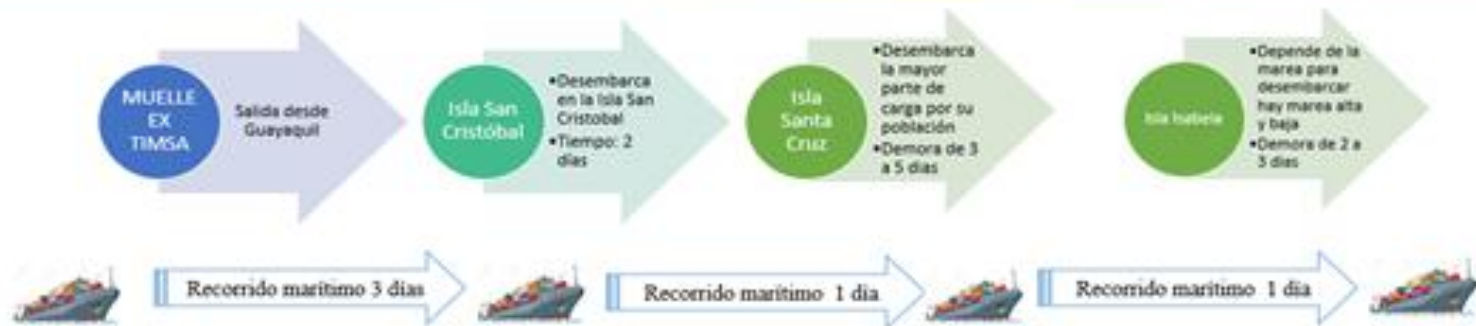 MUELLE
EX
TIMSA
Salida desde
Guayaquil
Isla San
Cristóbal
•Desembarca
en la Isla San
Cristobal
•Tiempo: 2
días
Isla
Santa
Cruz
•Desembarca
la mayor
parte de
carga por su
población
•Demora de 3
a 5 dias
Isla Isabela
•Depende de la
marea para
desembarcar
hay marea alta
y baja
•Demora de 2 a
3 dias
Recorrido marítimo 3 días
Recorrido marítimo 1 día
Recorrido marítimo 1 día